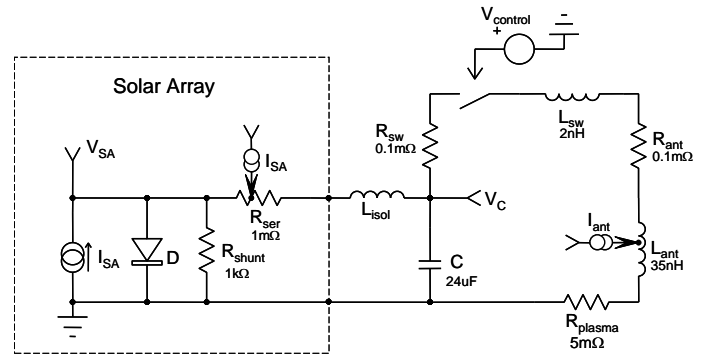 V_control
+ -
Solar Array
V_SA
I_SA
R_sw
0.1mΩ
L_sw
2nH
R_ant
0.1mΩ
I_SA
D
R_shunt
1kΩ
R_ser
1mΩ
L_isol
V_C
C
24uF
I_ant
L_ant
35nH
R_plasma
5mΩ